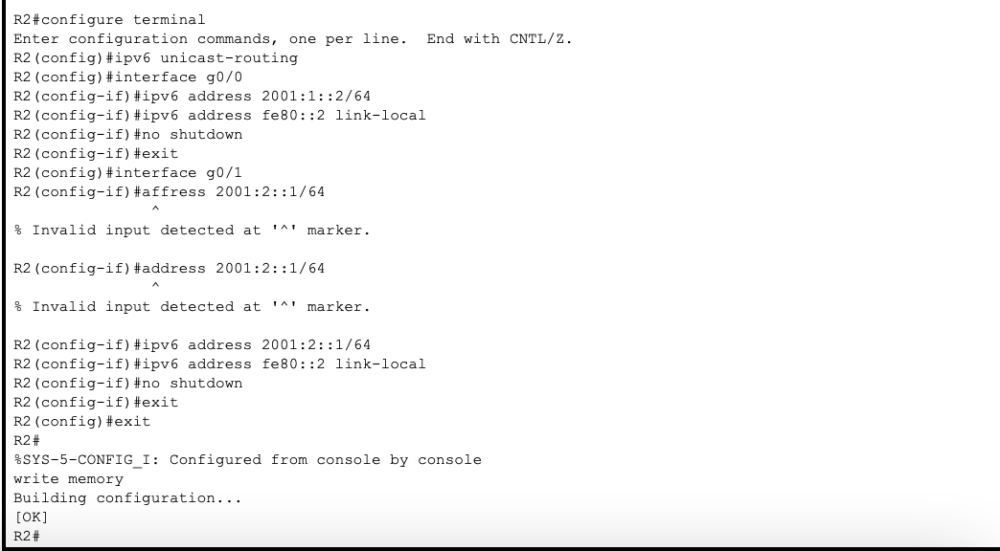 R2#configure terminal
Enter configuration commands, one per line.  End with CNTL/Z.
R2(config)#ipv6 unicast-routing
R2(config)#interface g0/0
R2(config-if)#ipv6 address 2001:1::2/64
R2(config-if)#ipv6 address fe80::2 link-local
R2(config-if)#no shutdown
R2(config-if)#exit
R2(config)#interface g0/1
R2(config-if)#affress 2001:2::1/64
               ^
% Invalid input detected at '^' marker.

R2(config-if)#address 2001:2::1/64
               ^
% Invalid input detected at '^' marker.

R2(config-if)#ipv6 address 2001:2::1/64
R2(config-if)#ipv6 address fe80::2 link-local
R2(config-if)#no shutdown
R2(config-if)#exit
R2(config)#exit
R2#
%SYS-5-CONFIG_I: Configured from console by console
write memory
Building configuration...
[OK]
R2#